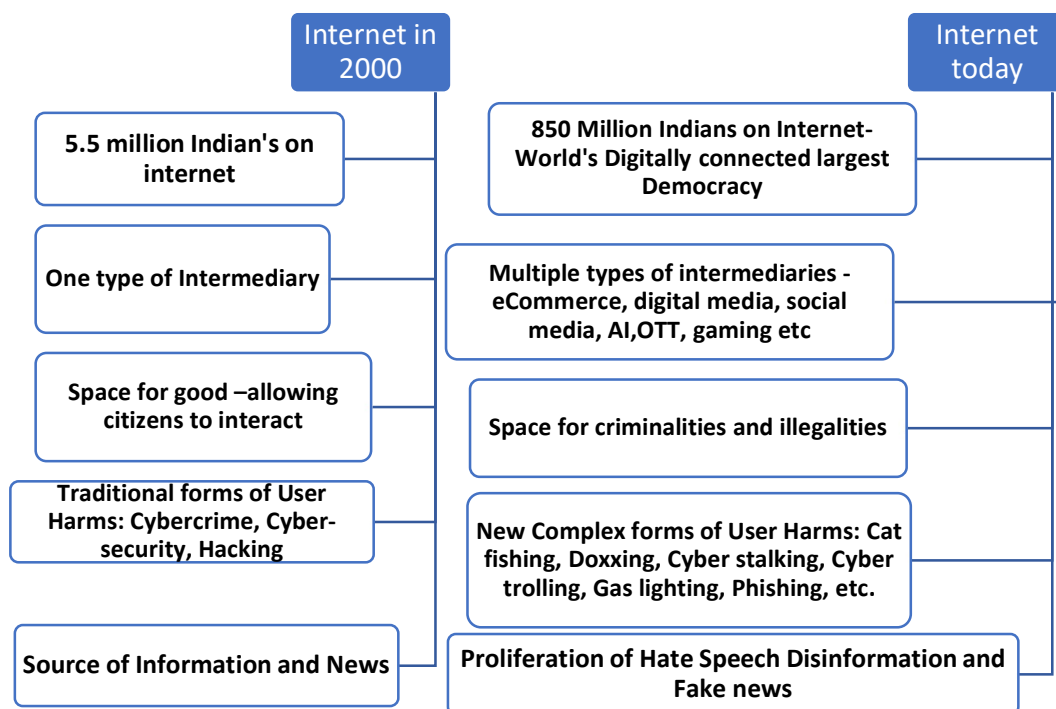 Internet in
2000
5.5 million Indian's on
internet
One type of Intermediary
Space for good –allowing
citizens to interact
Traditional forms of User
Harms: Cybercrime, Cyber-
security, Hacking
Source of Information and News
Internet
today
850 Million Indians on Internet-
World's Digitally connected largest
Democracy
Multiple types of intermediaries -
eCommerce, digital media, social
media, AI,OTT, gaming etc
Space for criminalities and illegalities
New Complex forms of User Harms: Cat
fishing, Doxxing, Cyber stalking, Cyber
trolling, Gas lighting, Phishing, etc.
Proliferation of Hate Speech Disinformation and
Fake news